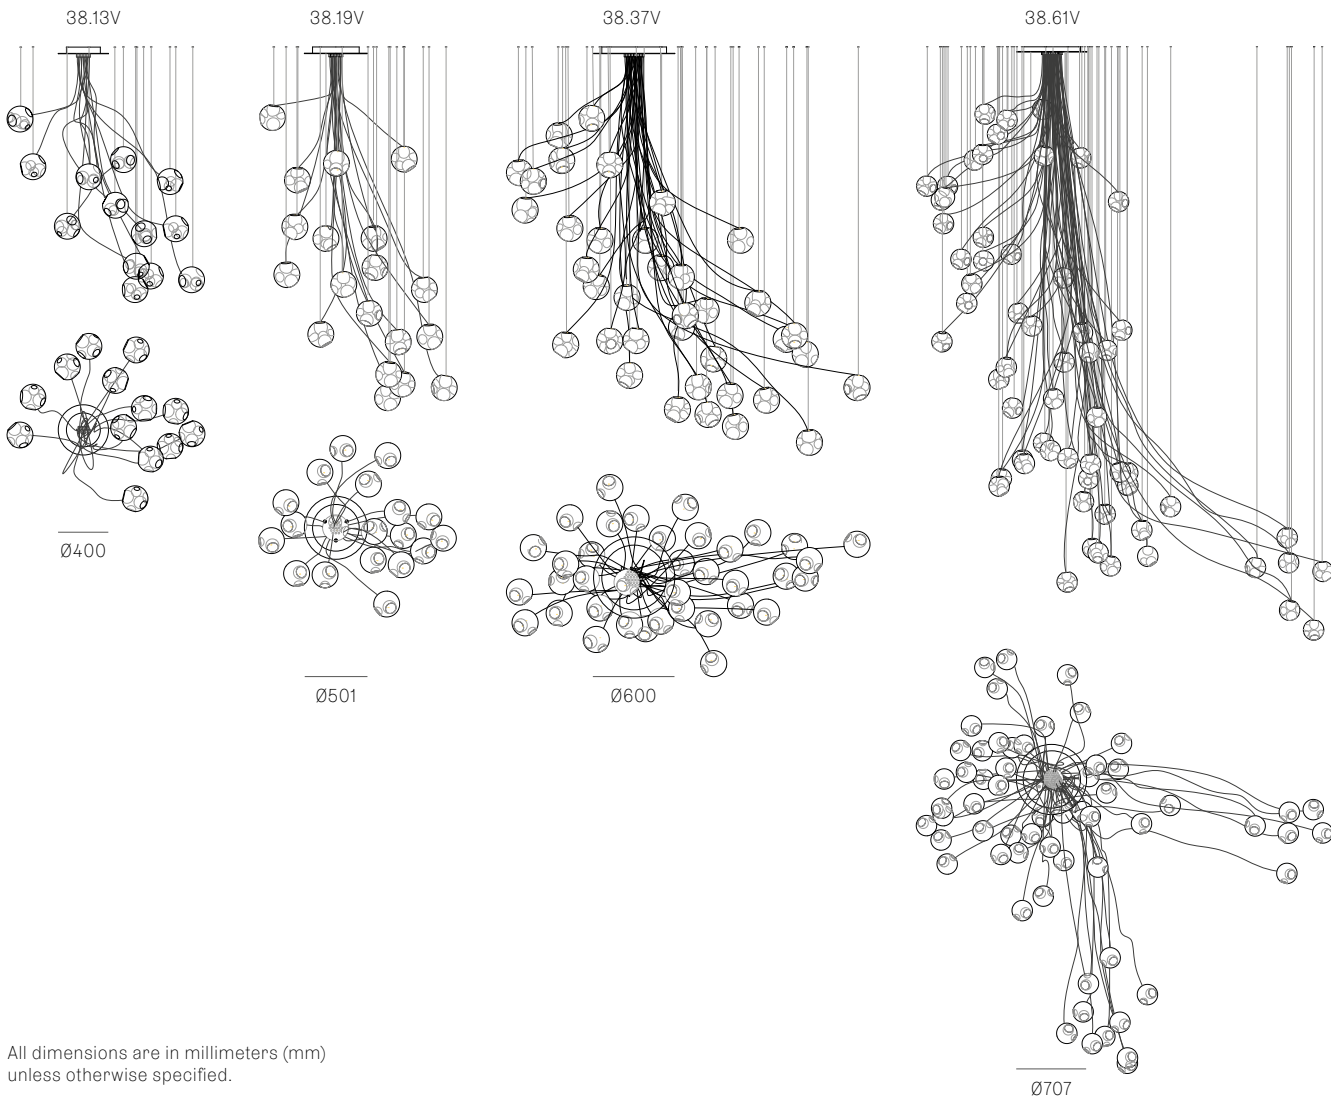 38.13V
38.19V
38.37V
38.61V
Ø400
Ø501
Ø600
Ø707
All dimensions are in millimeters (mm)
unless otherwise specified.